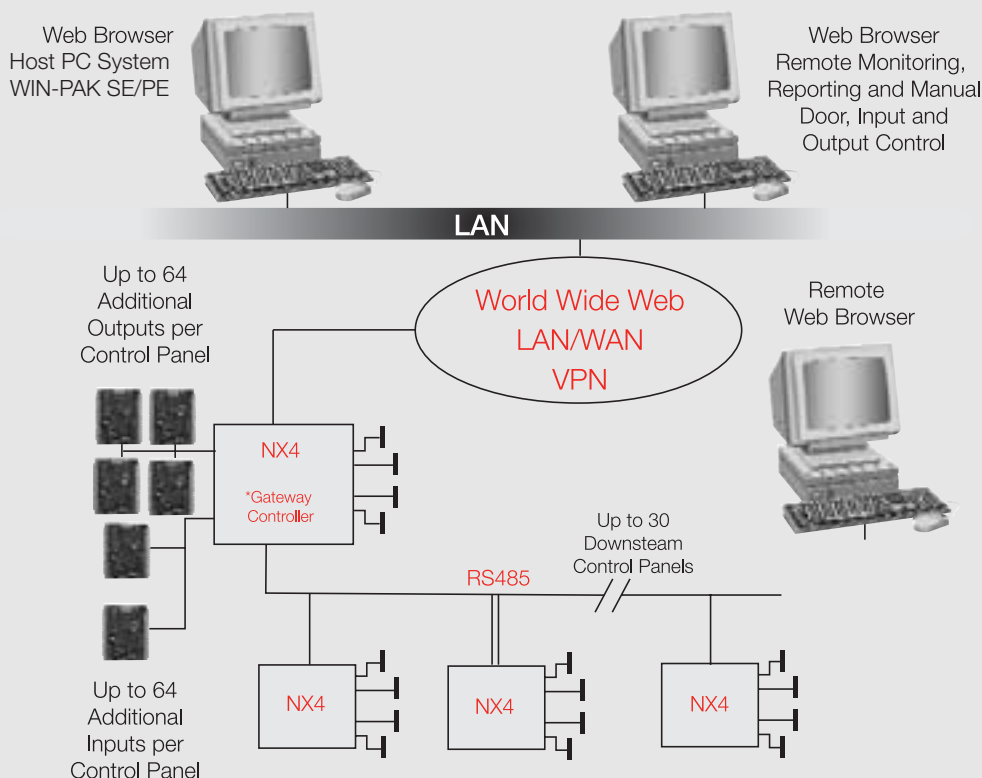 Web Browser
Host PC System
WIN-PAK SE/PE
Web Browser
Remote Monitoring,
Reporting and Manual
Door, Input and
Output Control
LAN
Up to 64
Additional
Outputs per
Control Panel
World Wide Web
LAN/WAN
VPN
Remote
Web Browser
NX4
*Gateway
Controller
Up to 30
Downsteam
Control Panels
RS485
NX4
NX4
NX4
Up to 64
Additional
Inputs per
Control Panel